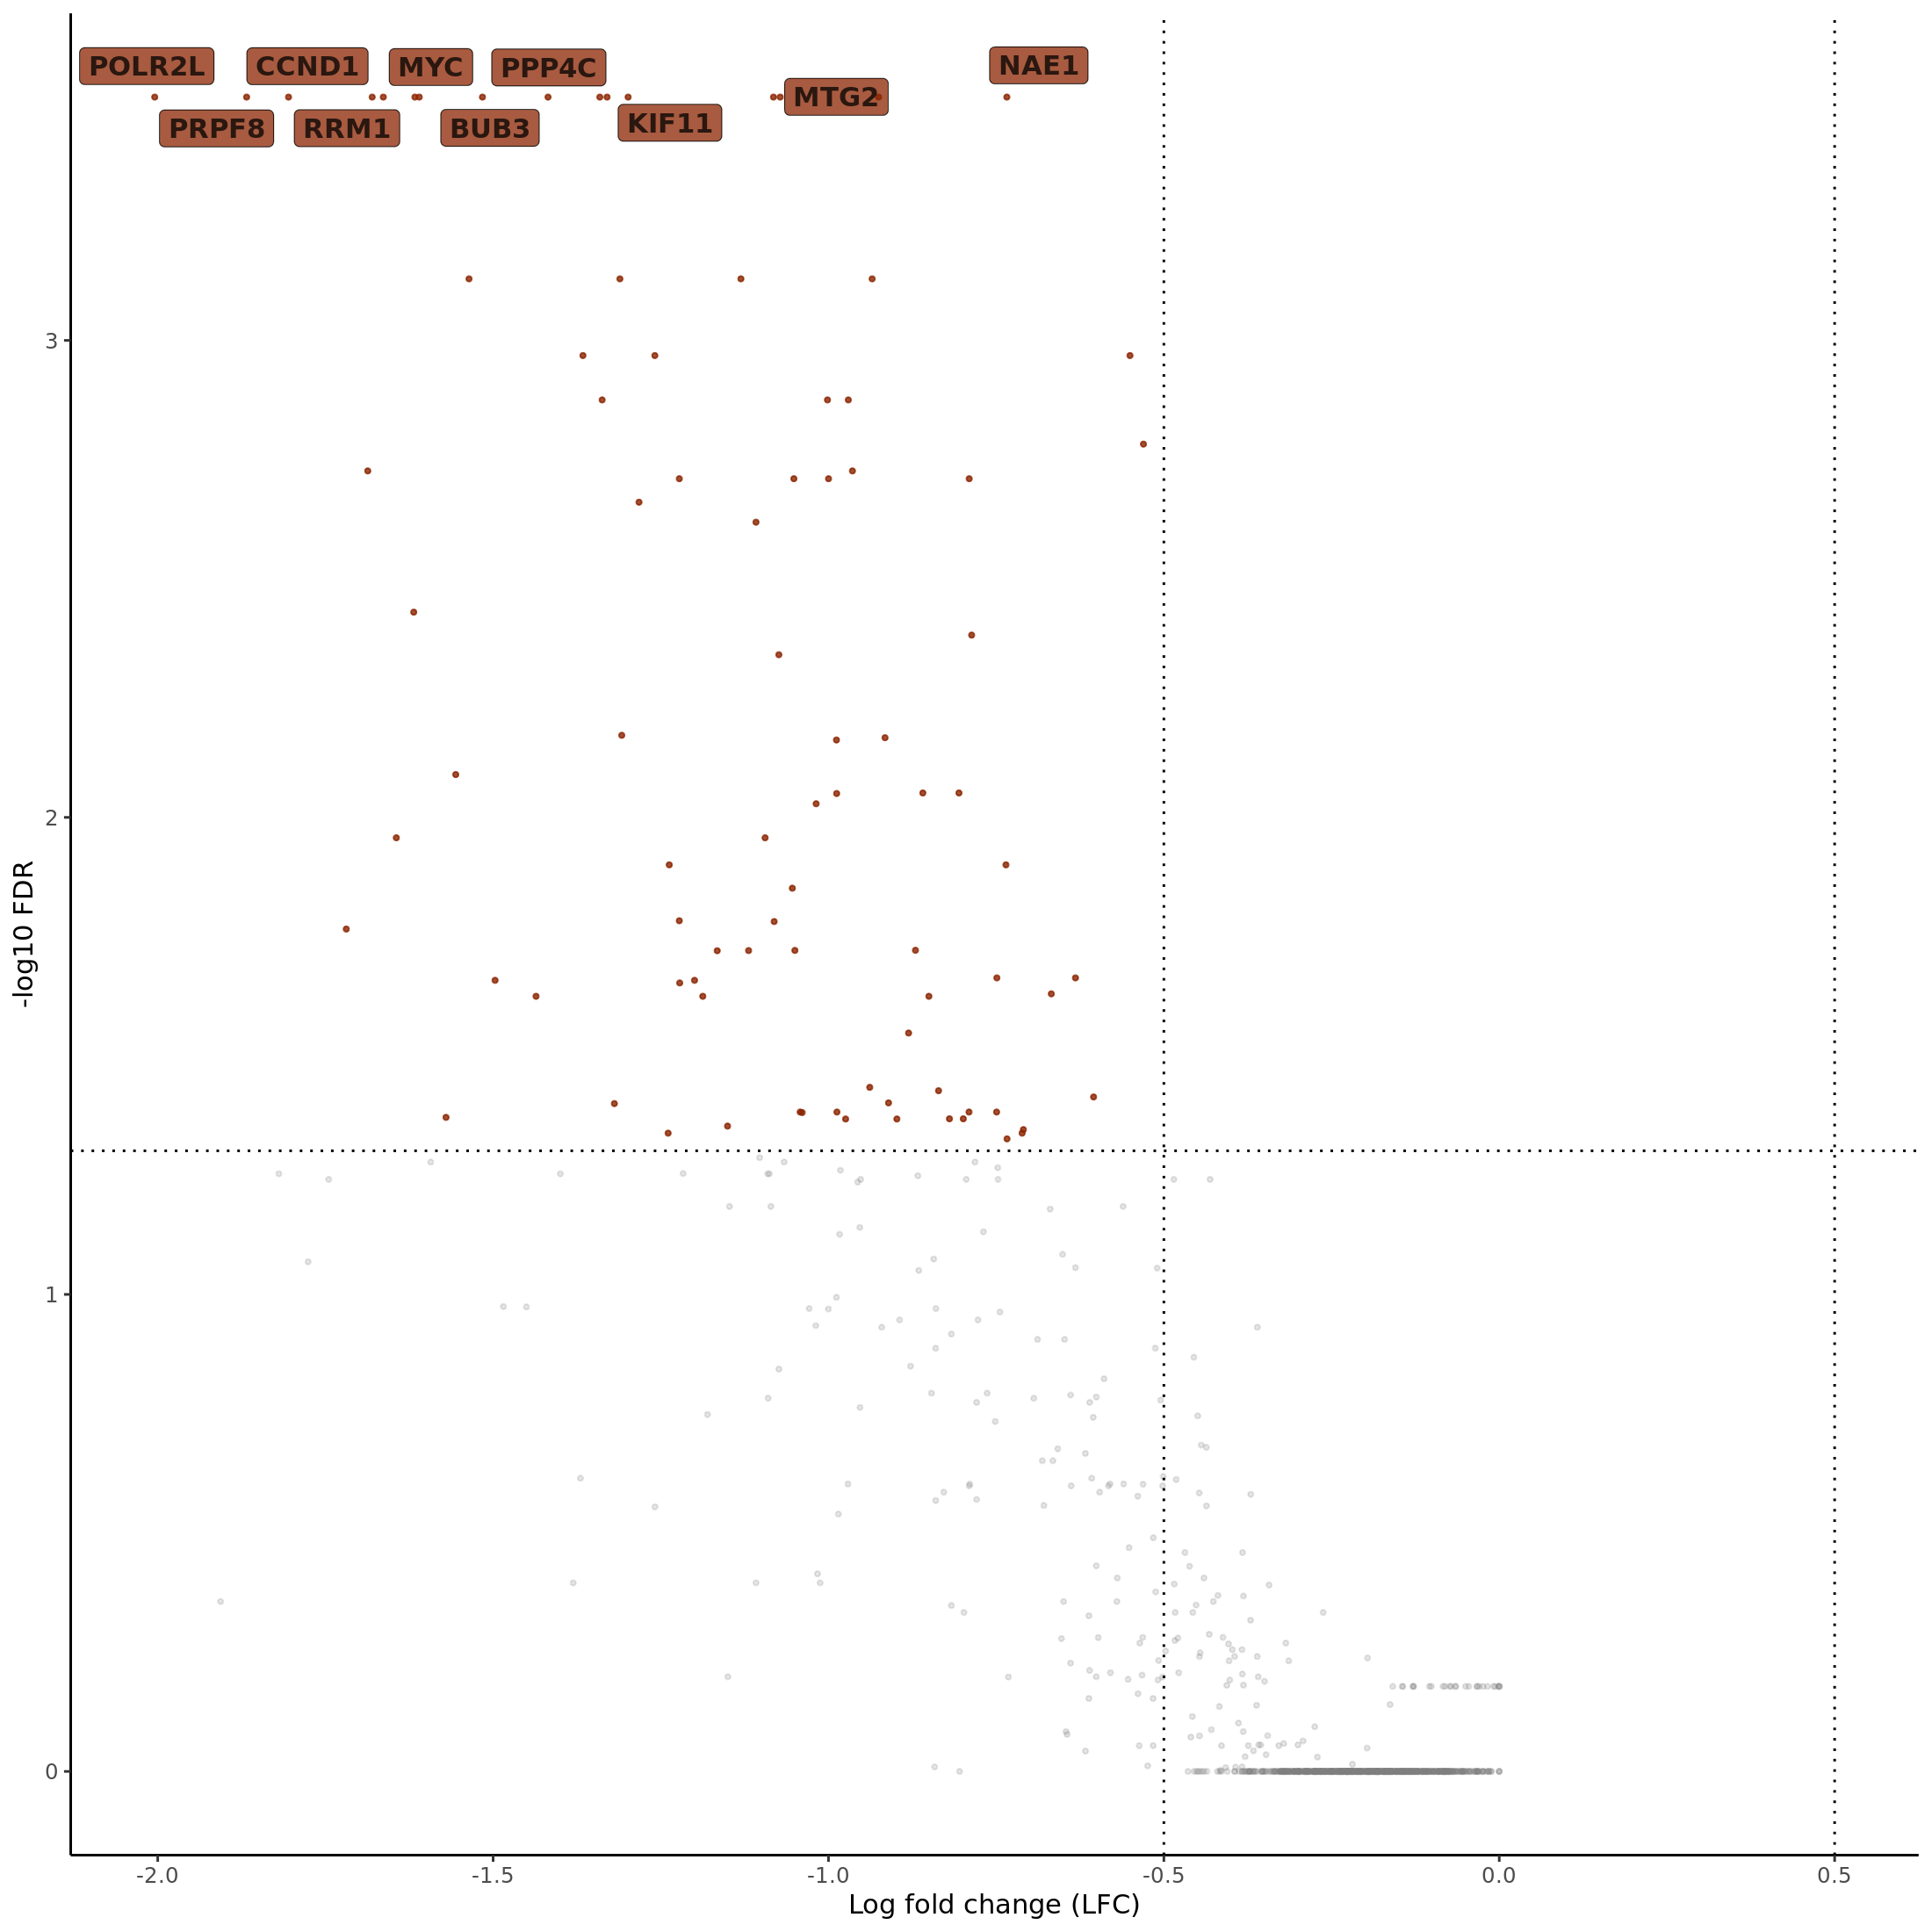 POLR2L
CCND1
MYC
PPP4C
NAE1
MTG2
PRPF8
RRM1
BUB3
KIF11
3
2
1
0
-log10 FDR
-2.0
-1.5
-1.0
-0.5
0.0
0.5
Log fold change (LFC)